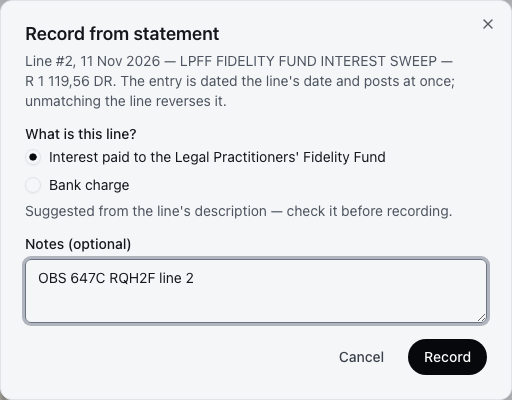 Record from statement
Line #2, 11 Nov 2026 — LPFF FIDELITY FUND INTEREST SWEEP —
R 1 119,56 DR. The entry is dated the line's date and posts at once;
unmatching the line reverses it.
What is this line?
Interest paid to the Legal Practitioners' Fidelity Fund
Bank charge
Suggested from the line's description — check it before recording.
Notes (optional)
OBS 647C RQH2F line 2
Cancel
Record